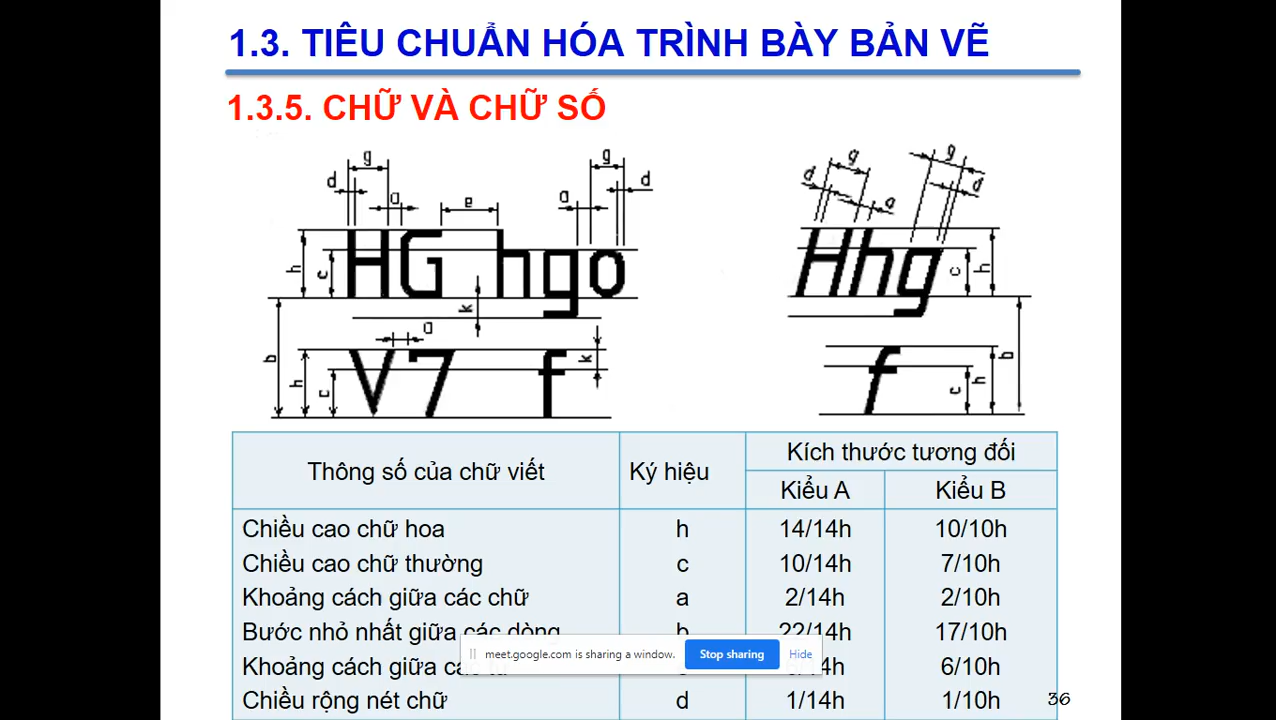 1.3. TIÊU CHUẨN HÓA TRÌNH BÀY BẢN VẼ
1.3.5. CHỮ VÀ CHỮ SỐ
g g g g
d a e a d d a d
HG hgo Hhg
h c k c h
a
b h c k b h c
V7 f f
Thông số của chữ viết Ký hiệu Kích thước tương đối
Kiểu A Kiểu B
Chiều cao chữ hoa h 14/14h 10/10h
Chiều cao chữ thường c 10/14h 7/10h
Khoảng cách giữa các chữ a 2/14h 2/10h
Bước nhỏ nhất giữa các dòng b 22/14h 17/10h
meet.google.com is sharing a window. Stop sharing Hide
Khoảng cách giữa 6/10h
Chiều rộng nét chữ d 1/14h 1/10h
36